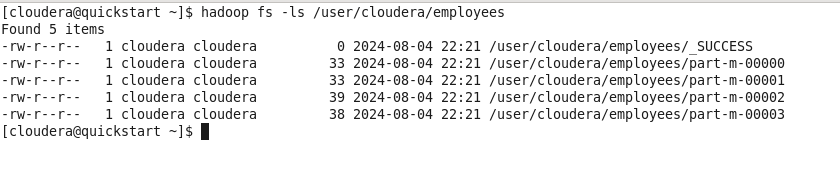 [cloudera@quickstart ~]$ hadoop fs -ls /user/cloudera/employees
Found 5 items
-rw-r--r--   1 cloudera cloudera          0 2024-08-04 22:21 /user/cloudera/employees/_SUCCESS
-rw-r--r--   1 cloudera cloudera         33 2024-08-04 22:21 /user/cloudera/employees/part-m-00000
-rw-r--r--   1 cloudera cloudera         33 2024-08-04 22:21 /user/cloudera/employees/part-m-00001
-rw-r--r--   1 cloudera cloudera         39 2024-08-04 22:21 /user/cloudera/employees/part-m-00002
-rw-r--r--   1 cloudera cloudera         38 2024-08-04 22:21 /user/cloudera/employees/part-m-00003
[cloudera@quickstart ~]$